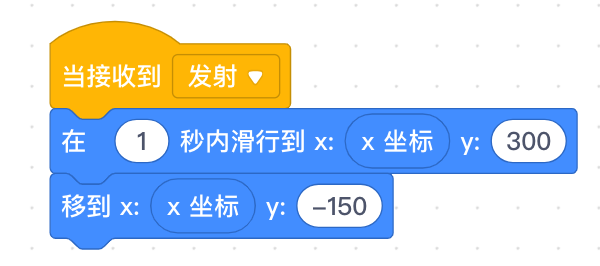 当接收到 发射
在 1 秒内滑行到 x: x 坐标 y: 300
移到 x: x 坐标 y: -150